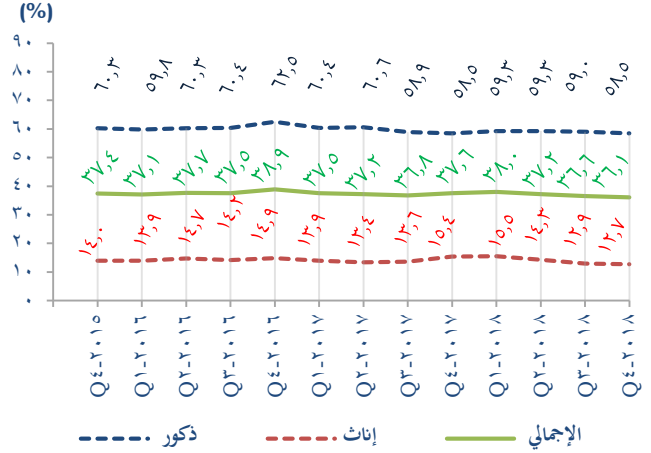 (%)
٩٠
٨٠
٧٠
٦٠
٥٠
٤٠
٣٠
٢٠
١٠
٠
٦٠,٣ ٥٩,٨ ٦٠,٣ ٦٠,٤ ٦٢,٥ ٦٠,٤ ٦٠,٦ ٥٨,٩ ٥٨,٥ ٥٩,٣ ٥٩,٣ ٥٩,٠ ٥٨,٥
٣٧,٤ ٣٧,١ ٣٧,٧ ٣٧,٥ ٣٨,٩ ٣٧,٥ ٣٧,٢ ٣٦,٨ ٣٧,٦ ٣٨,٠ ٣٧,٢ ٣٦,٦ ٣٦,١
١٤,٠ ١٣,٩ ١٤,٧ ١٤,٢ ١٤,٩ ١٣,٩ ١٣,٤ ١٣,٦ ١٥,٤ ١٥,٥ ١٤,٣ ١٢,٩ ١٢,٧
Q٤-٢٠١٥ Q١-٢٠١٦ Q٢-٢٠١٦ Q٣-٢٠١٦ Q٤-٢٠١٦ Q١-٢٠١٧ Q٢-٢٠١٧ Q٣-٢٠١٧ Q٤-٢٠١٧ Q١-٢٠١٨ Q٢-٢٠١٨ Q٣-٢٠١٨ Q٤-٢٠١٨
الإجمالي إناث ذكور